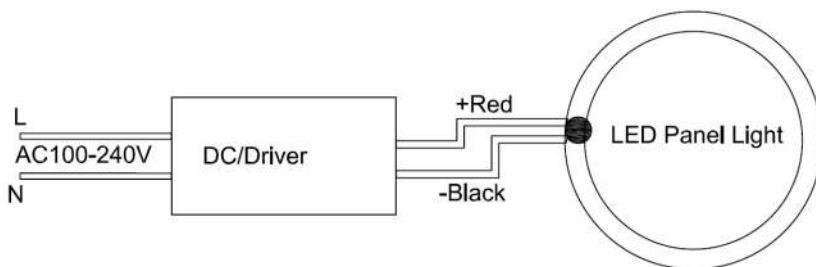 L
AC100-240V
N
DC/Driver
+Red
-Black
LED Panel Light